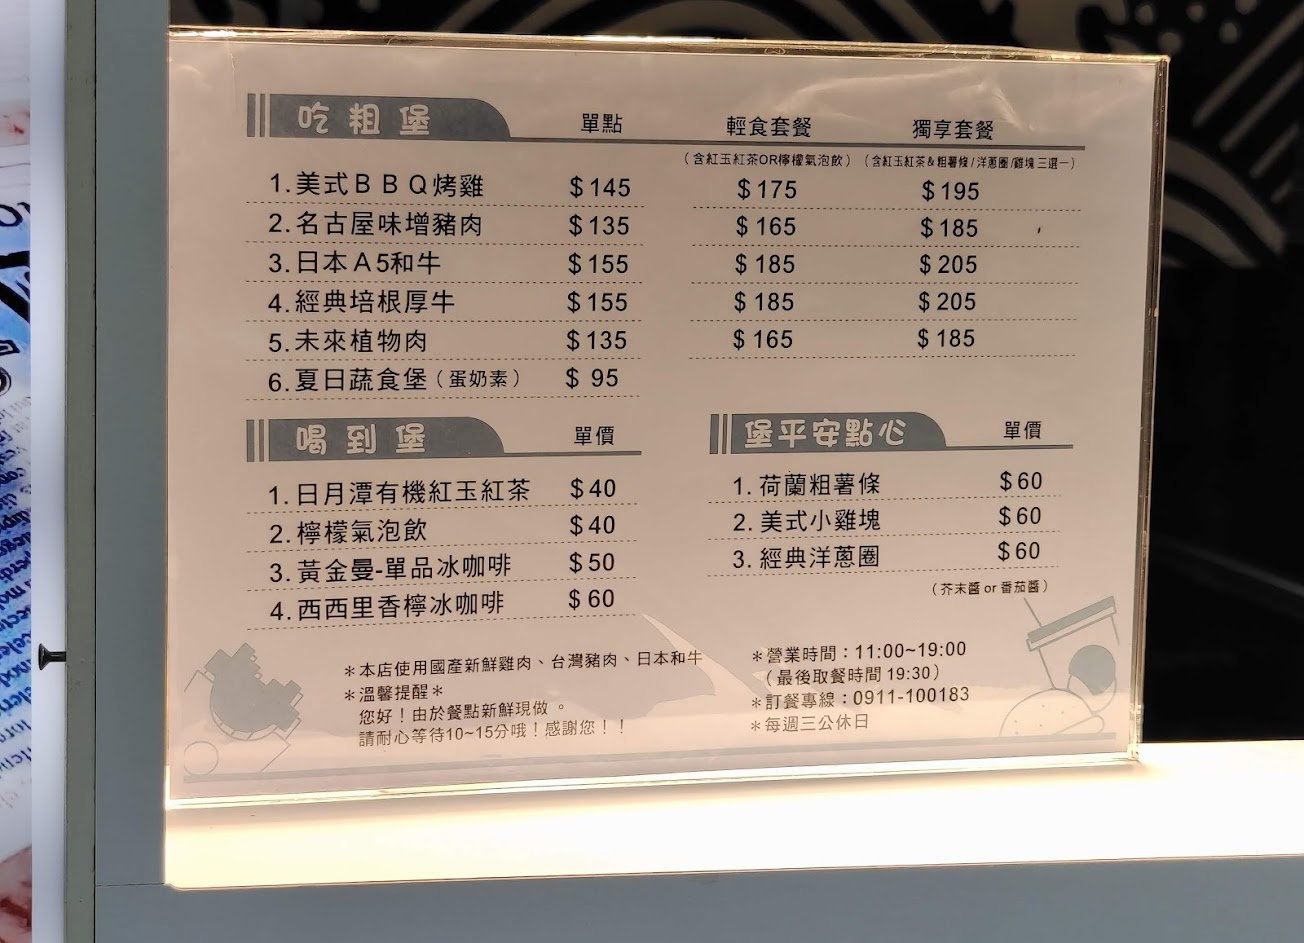 吃粗堡 單點 輕食套餐 獨享套餐
（含紅玉紅茶OR檸檬氣泡飲）（含紅玉紅茶&粗薯條/洋蔥圈/雞塊 三選一）
1.美式BBQ烤雞 $145 $175 $195
2.名古屋味增豬肉 $135 $165 $185
3.日本A5和牛 $155 $185 $205
4.經典培根厚牛 $155 $185 $205
5.未來植物肉 $135 $165 $185
6.夏日蔬食堡（蛋奶素） $ 95
喝到堡 單價
1.日月潭有機紅玉紅茶 $40
2.檸檬氣泡飲 $40
3.黃金曼-單品冰咖啡 $50
4.西西里香檸冰咖啡 $60
堡平安點心 單價
1.荷蘭粗薯條 $60
2.美式小雞塊 $60
3.經典洋蔥圈 $60
（芥末醬 or 番茄醬）
＊本店使用國產新鮮雞肉、台灣豬肉、日本和牛
＊溫馨提醒＊
您好！由於餐點新鮮現做。
請耐心等待10~15分哦！感謝您！！
＊營業時間：11:00~19:00
（最後取餐時間 19:30）
＊訂餐專線：0911-100183
＊每週三公休日